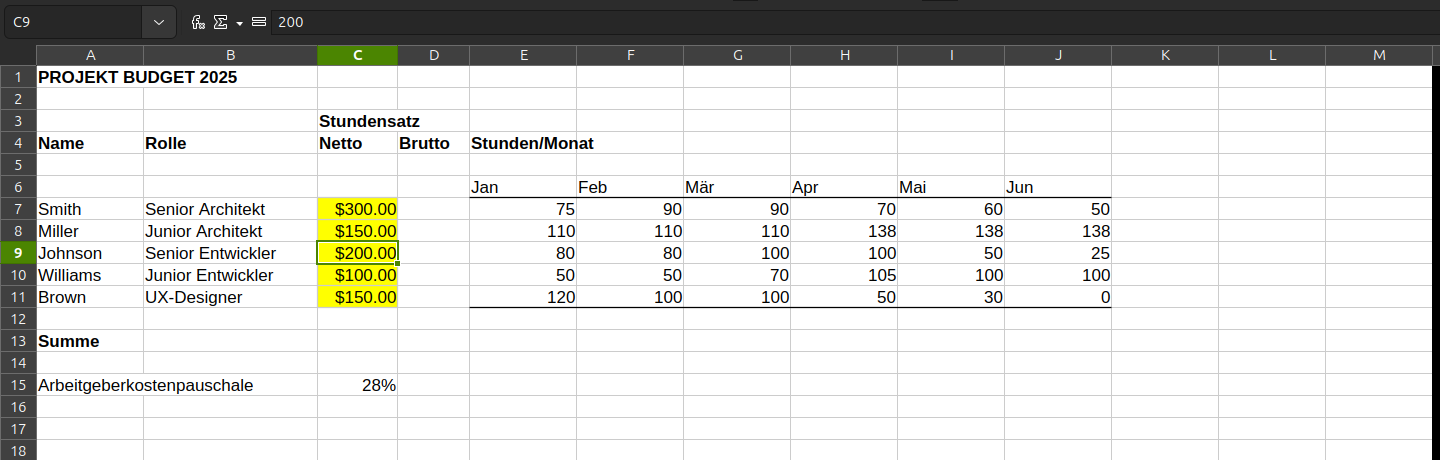 C9 200
A B C D E F G H I J K L M
1 PROJEKT BUDGET 2025
2
3 Stundensatz
4 Name Rolle Netto Brutto Stunden/Monat
5
6 Jan Feb Mär Apr Mai Jun
7 Smith Senior Architekt $300.00 75 90 90 70 60 50
8 Miller Junior Architekt $150.00 110 110 110 138 138 138
9 Johnson Senior Entwickler $200.00 80 80 100 100 50 25
10 Williams Junior Entwickler $100.00 50 50 70 105 100 100
11 Brown UX-Designer $150.00 120 100 100 50 30 0
12
13 Summe
14
15 Arbeitgeberkostenpauschale 28%
16
17
18